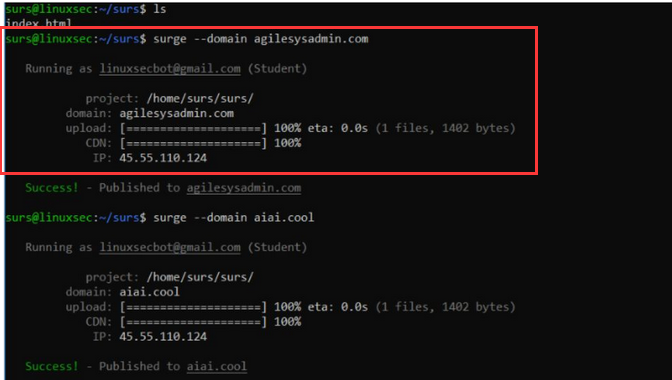 surs@linuxsec:~/surs$ ls
index.html
surs@linuxsec:~/surs$ surge --domain agilesysadmin.com
Running as linuxsecbot@gmail.com (Student)
project: /home/surs/surs/
domain: agilesysadmin.com
upload: [====================] 100% eta: 0.0s (1 files, 1402 bytes)
CDN: [====================] 100%
IP: 45.55.110.124
Success! - Published to agilesysadmin.com
surs@linuxsec:~/surs$ surge --domain aiai.cool
Running as linuxsecbot@gmail.com (Student)
project: /home/surs/surs/
domain: aiai.cool
upload: [====================] 100% eta: 0.0s (1 files, 1402 bytes)
CDN: [====================] 100%
IP: 45.55.110.124
Success! - Published to aiai.cool